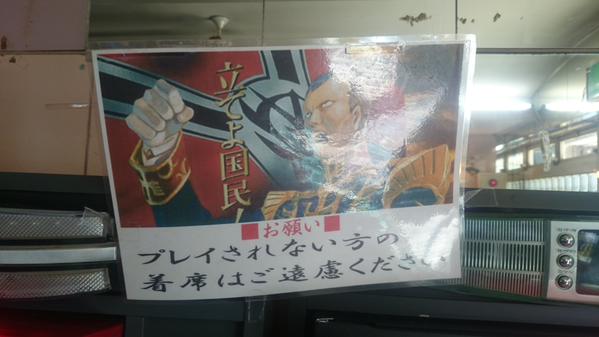 立てよ国民!
■お願い■
プレイされない方の
着席はご遠慮ください